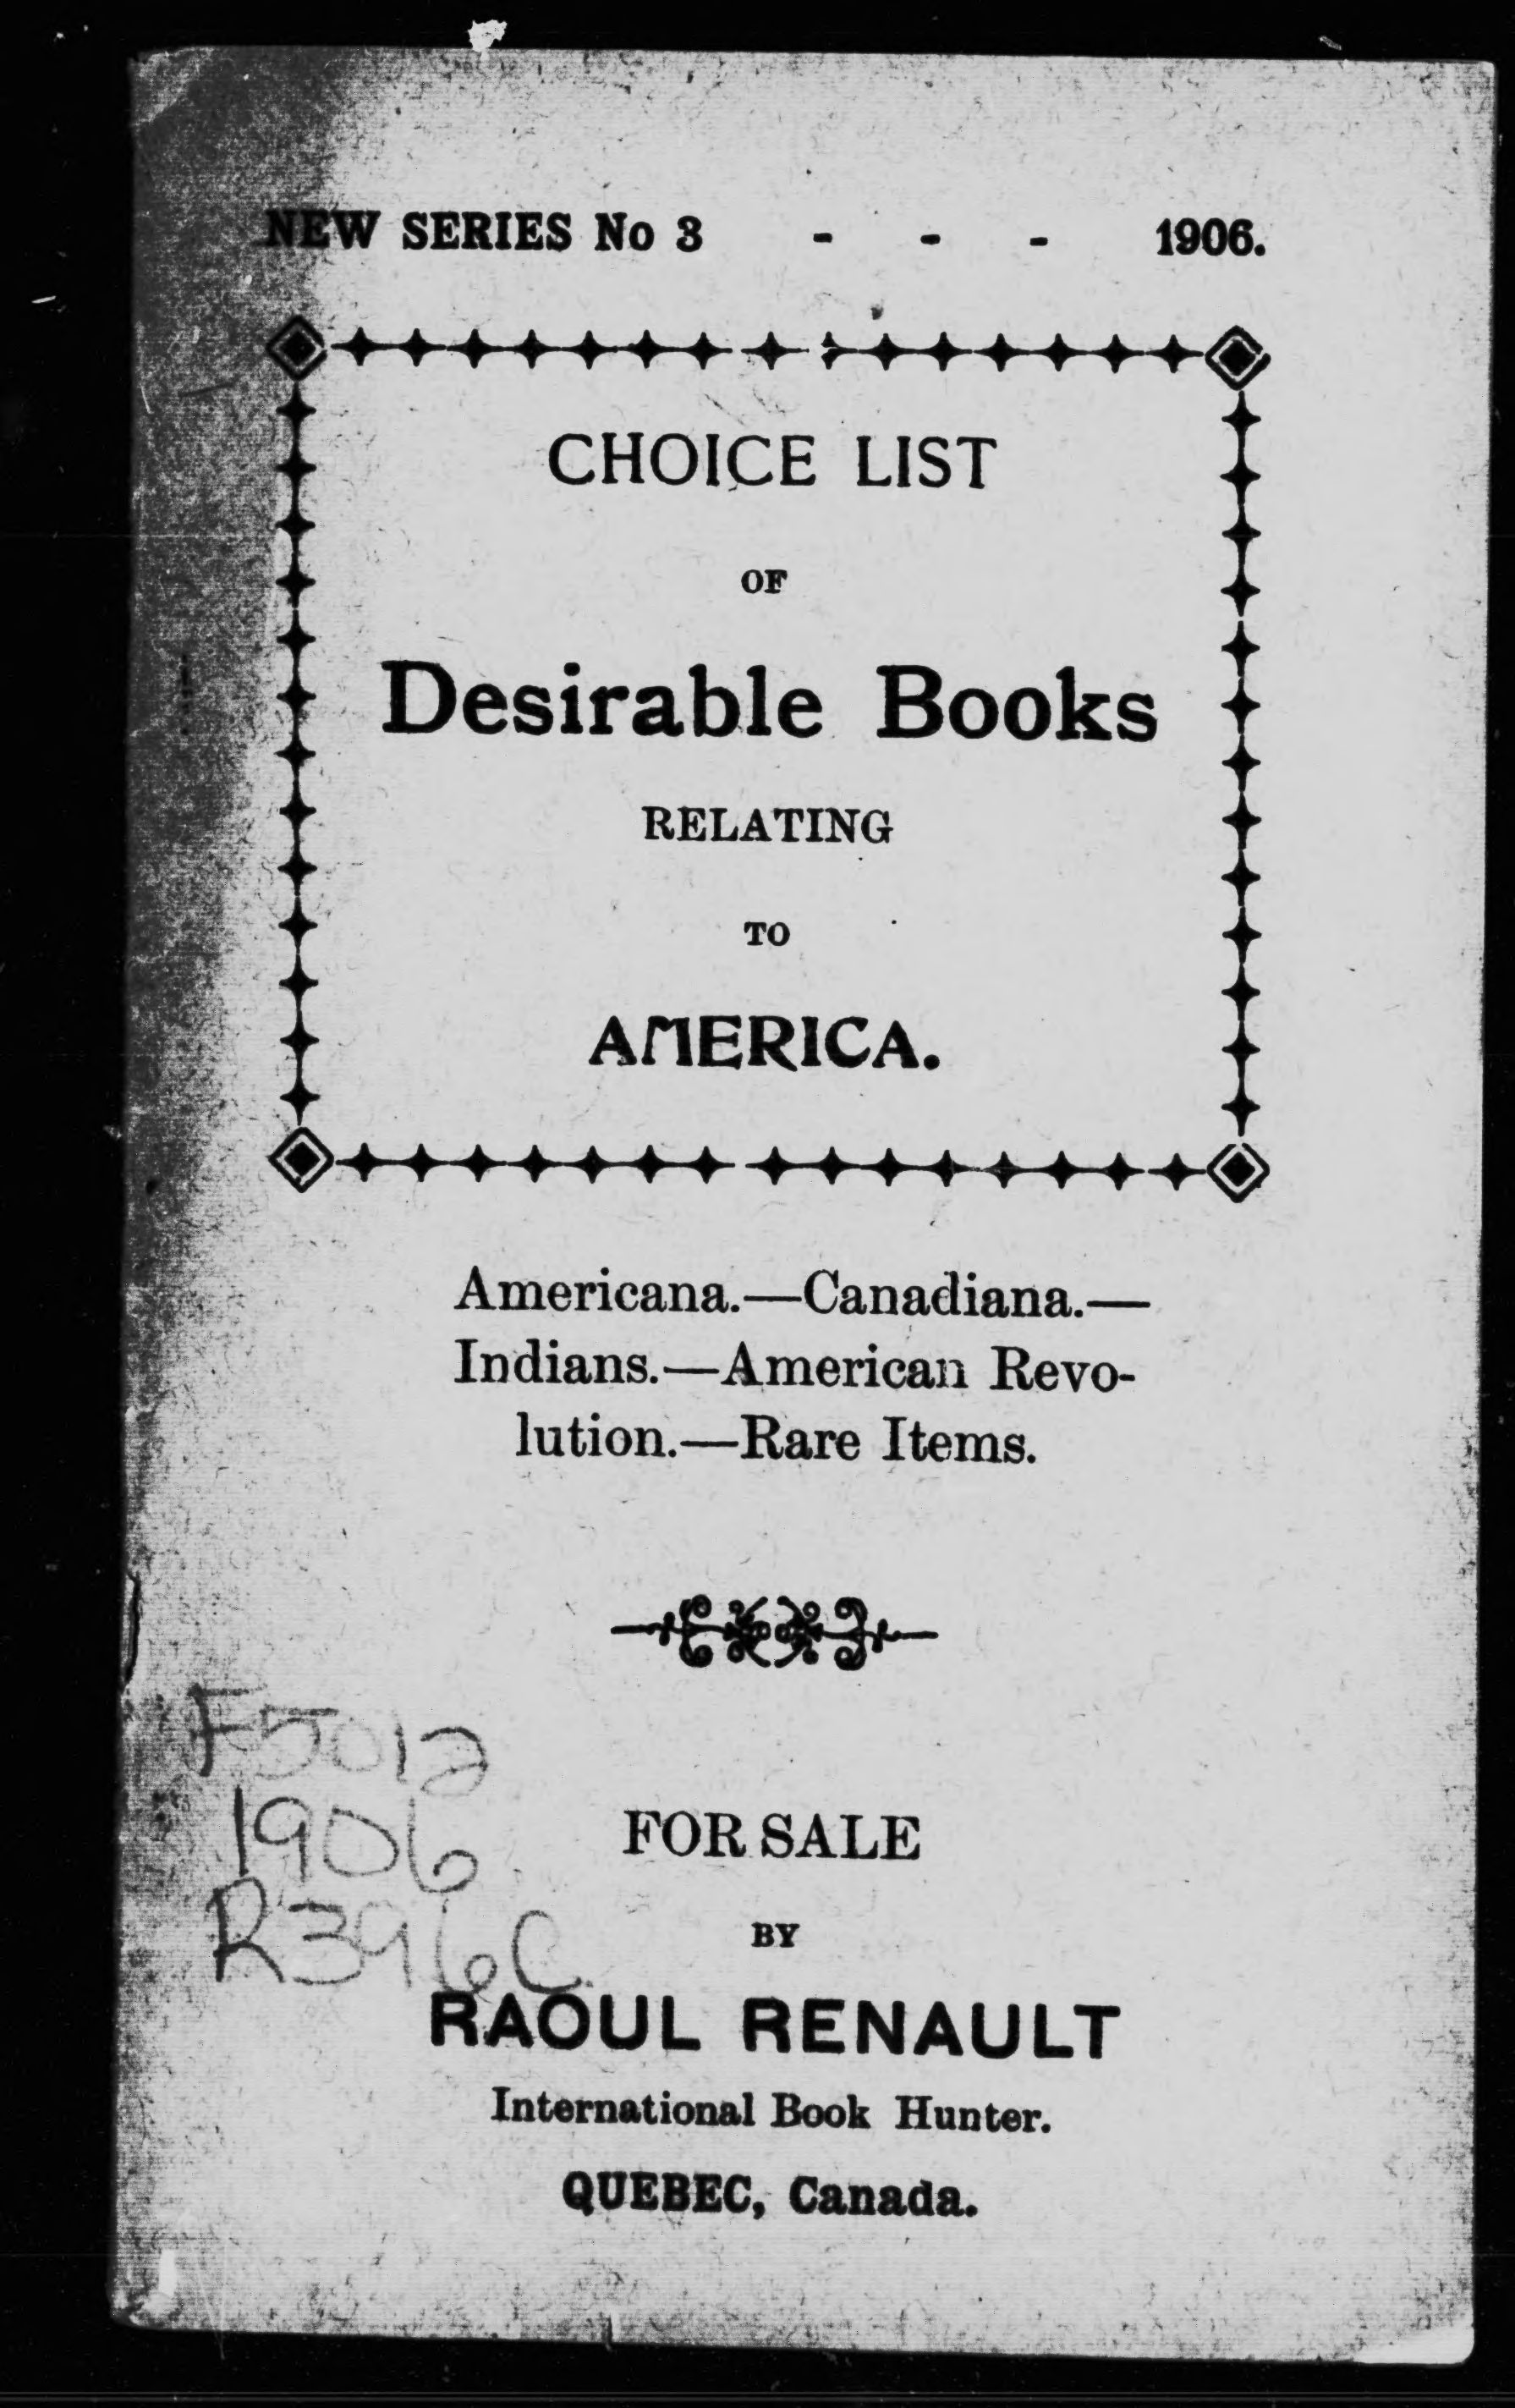 NEW SERIES No 3 - - - 1906.
CHOICE LIST
OF
Desirable Books
RELATING
TO
AMERICA.
Americana.—Canadiana.—
Indians.—American Revo-
lution.—Rare Items.
F5012
1906
R396C
FOR SALE
BY
RAOUL RENAULT
International Book Hunter.
QUEBEC, Canada.